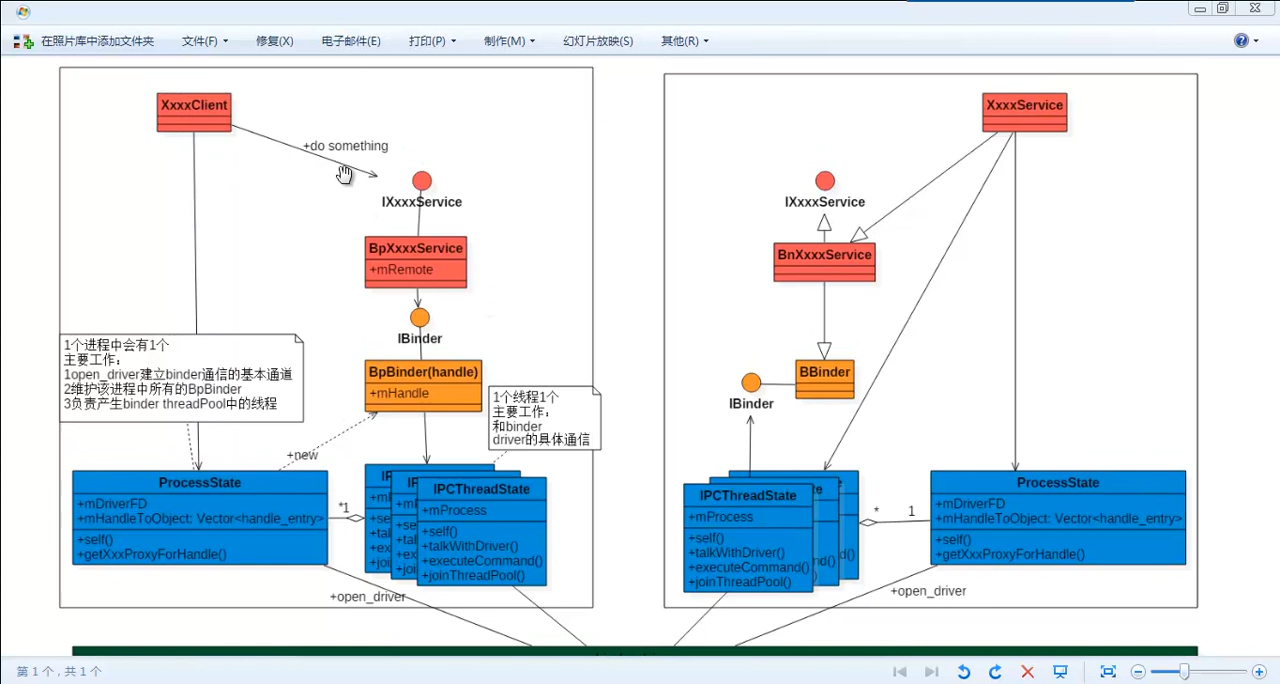 在照片库中添加文件夹
文件(F)
修复(X)
电子邮件(E)
打印(P)
制作(M)
幻灯片放映(S)
其他(R)
XxxxClient
+do something
IXxxxService
BpXxxxService
+mRemote
IBinder
BpBinder(handle)
+mHandle
1个进程中会有1个
主要工作：
1open_driver建立binder通信的基本通道
2维护该进程中所有的BpBinder
3负责产生binder threadPool中的线程
1个线程1个
主要工作：
和binder
driver的具体通信
+new
ProcessState
+mDriverFD
+mHandleToObject: Vector<handle_entry>
+self()
+getXxxProxyForHandle()
*1
IPCThreadState
+mProcess
+self()
+talkWithDriver()
+executeCommand()
+joinThreadPool()
+open_driver
XxxxService
IXxxxService
BnXxxxService
BBinder
IBinder
IPCThreadState
+mProcess
+self()
+talkWithDriver()
+executeCommand()
+joinThreadPool()
* 1
ProcessState
+mDriverFD
+mHandleToObject: Vector<handle_entry>
+self()
+getXxxProxyForHandle()
+open_driver
第 1 个，共 1 个